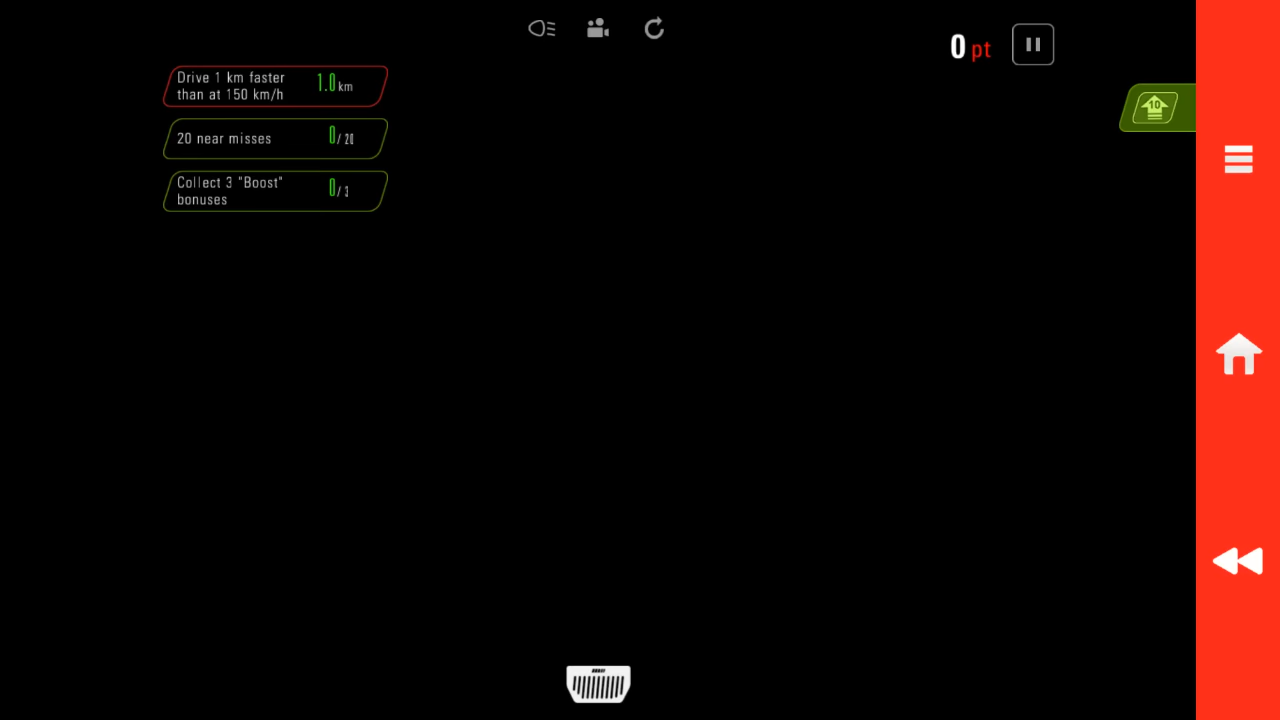 0 pt
Drive 1 km faster
than at 150 km/h
1.0 km
20 near misses
0/ 20
Collect 3 "Boost"
bonuses
0/ 3
10